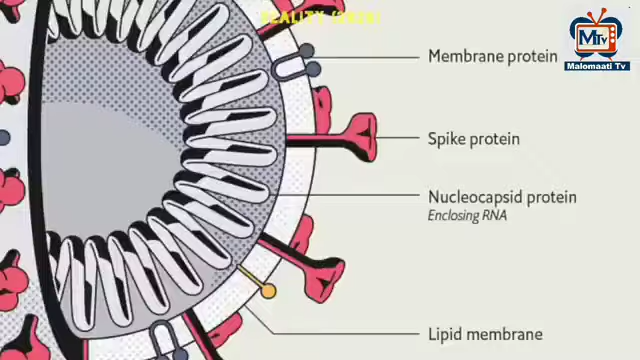 Membrane protein
MTv
Malomaati Tv
Spike protein
Nucleocapsid protein
Enclosing RNA
Lipid membrane